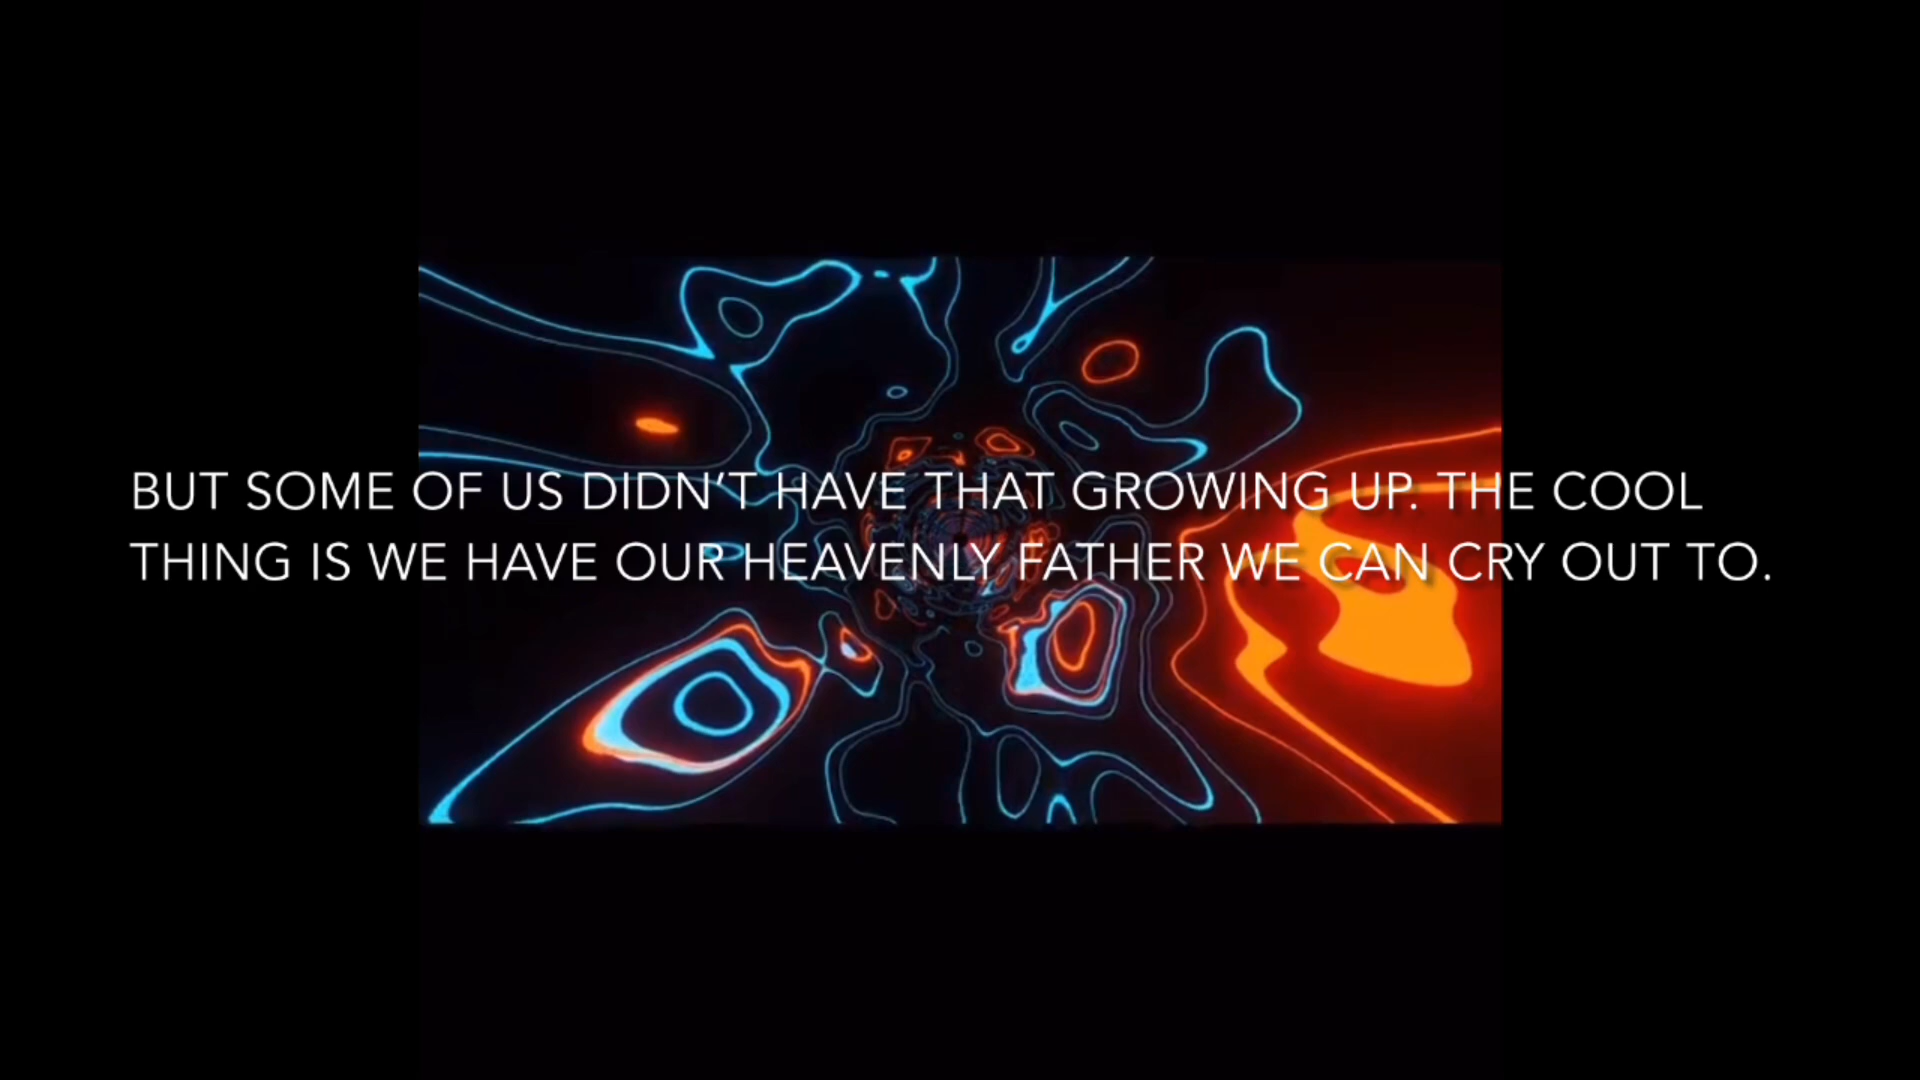 BUT SOME OF US DIDN'T HAVE THAT GROWING UP. THE COOL
THING IS WE HAVE OUR HEAVENLY FATHER WE CAN CRY OUT TO.